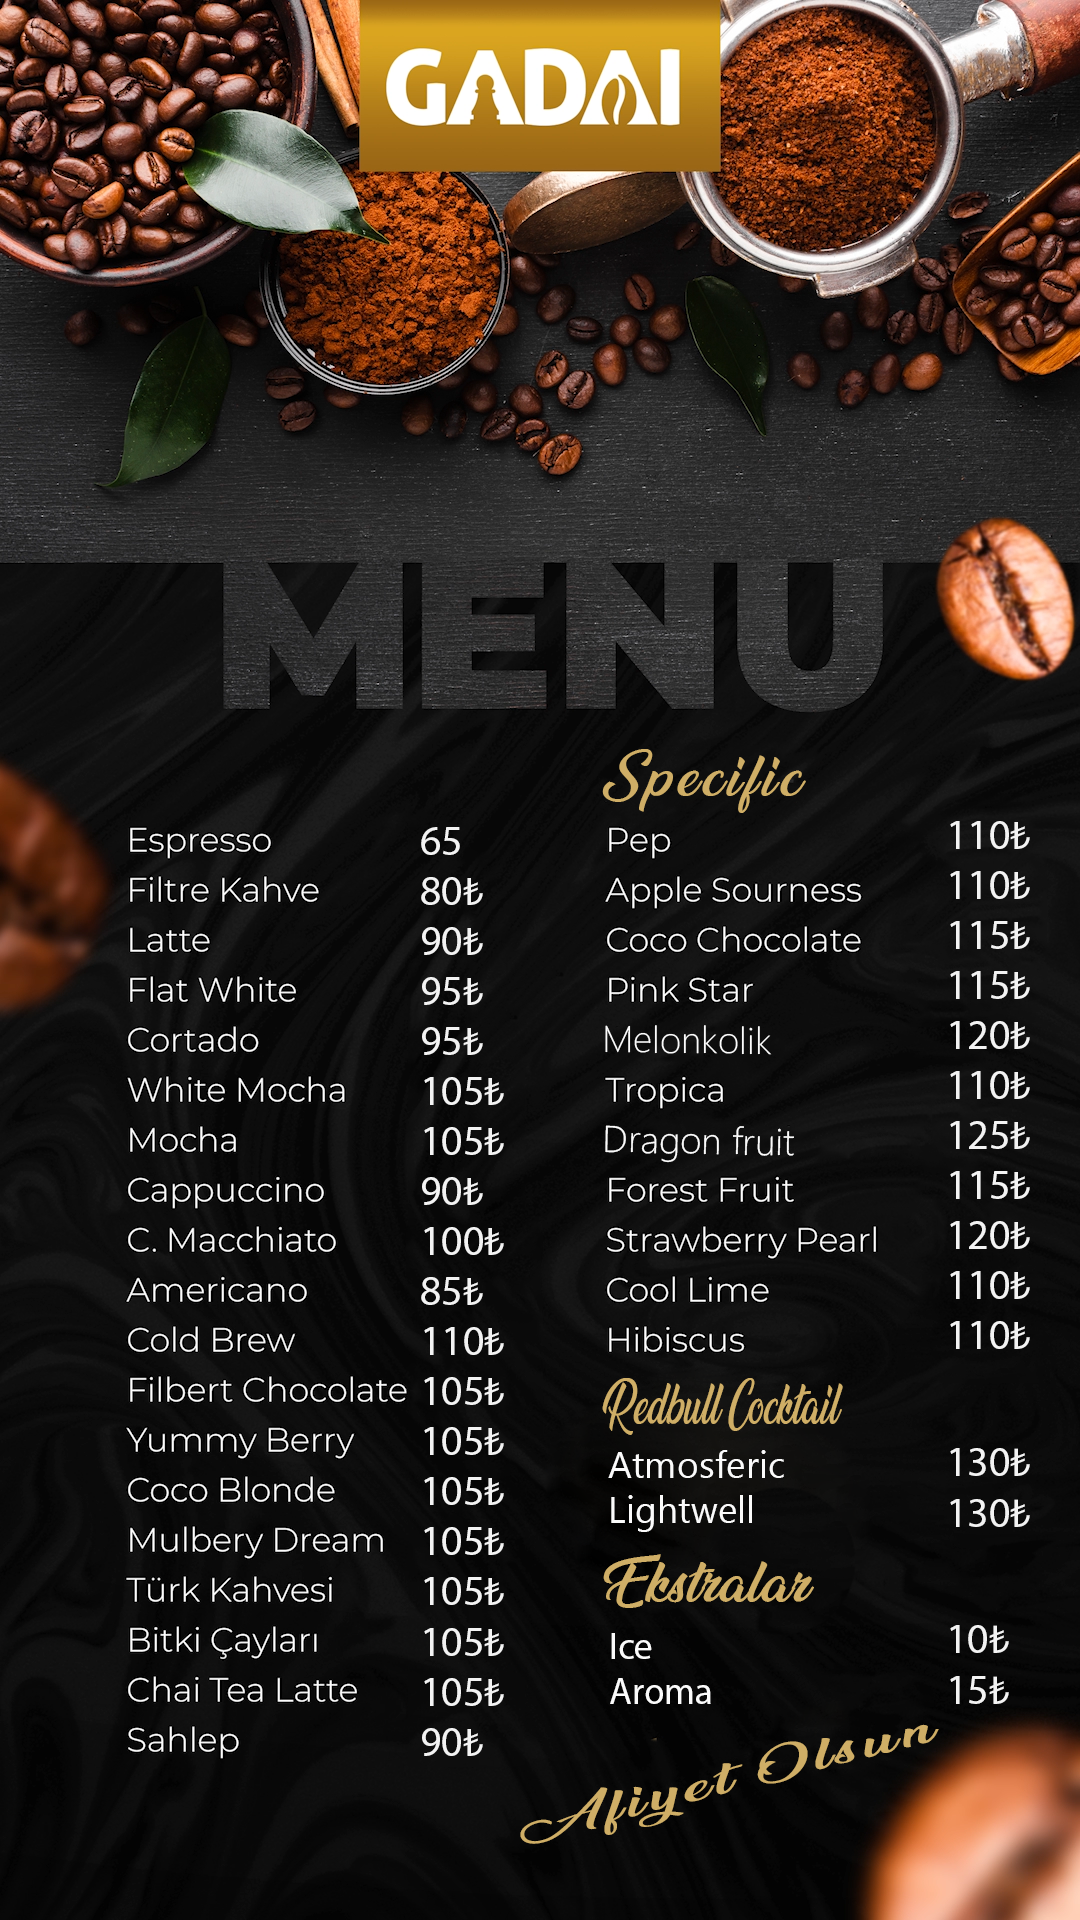 GADAI
MENU
Espresso 65
Filtre Kahve 80₺
Latte 90₺
Flat White 95₺
Cortado 95₺
White Mocha 105₺
Mocha 105₺
Cappuccino 90₺
C. Macchiato 100₺
Americano 85₺
Cold Brew 110₺
Filbert Chocolate 105₺
Yummy Berry 105₺
Coco Blonde 105₺
Mulbery Dream 105₺
Türk Kahvesi 105₺
Bitki Çayları 105₺
Chai Tea Latte 105₺
Sahlep 90₺
Specific
Pep 110₺
Apple Sourness 110₺
Coco Chocolate 115₺
Pink Star 115₺
Melonkolik 120₺
Tropica 110₺
Dragon fruit 125₺
Forest Fruit 115₺
Strawberry Pearl 120₺
Cool Lime 110₺
Hibiscus 110₺
Redbull Cocktail
Atmosferic 130₺
Lightwell 130₺
Ekstralar
Ice 10₺
Aroma 15₺
Afiyet Olsun